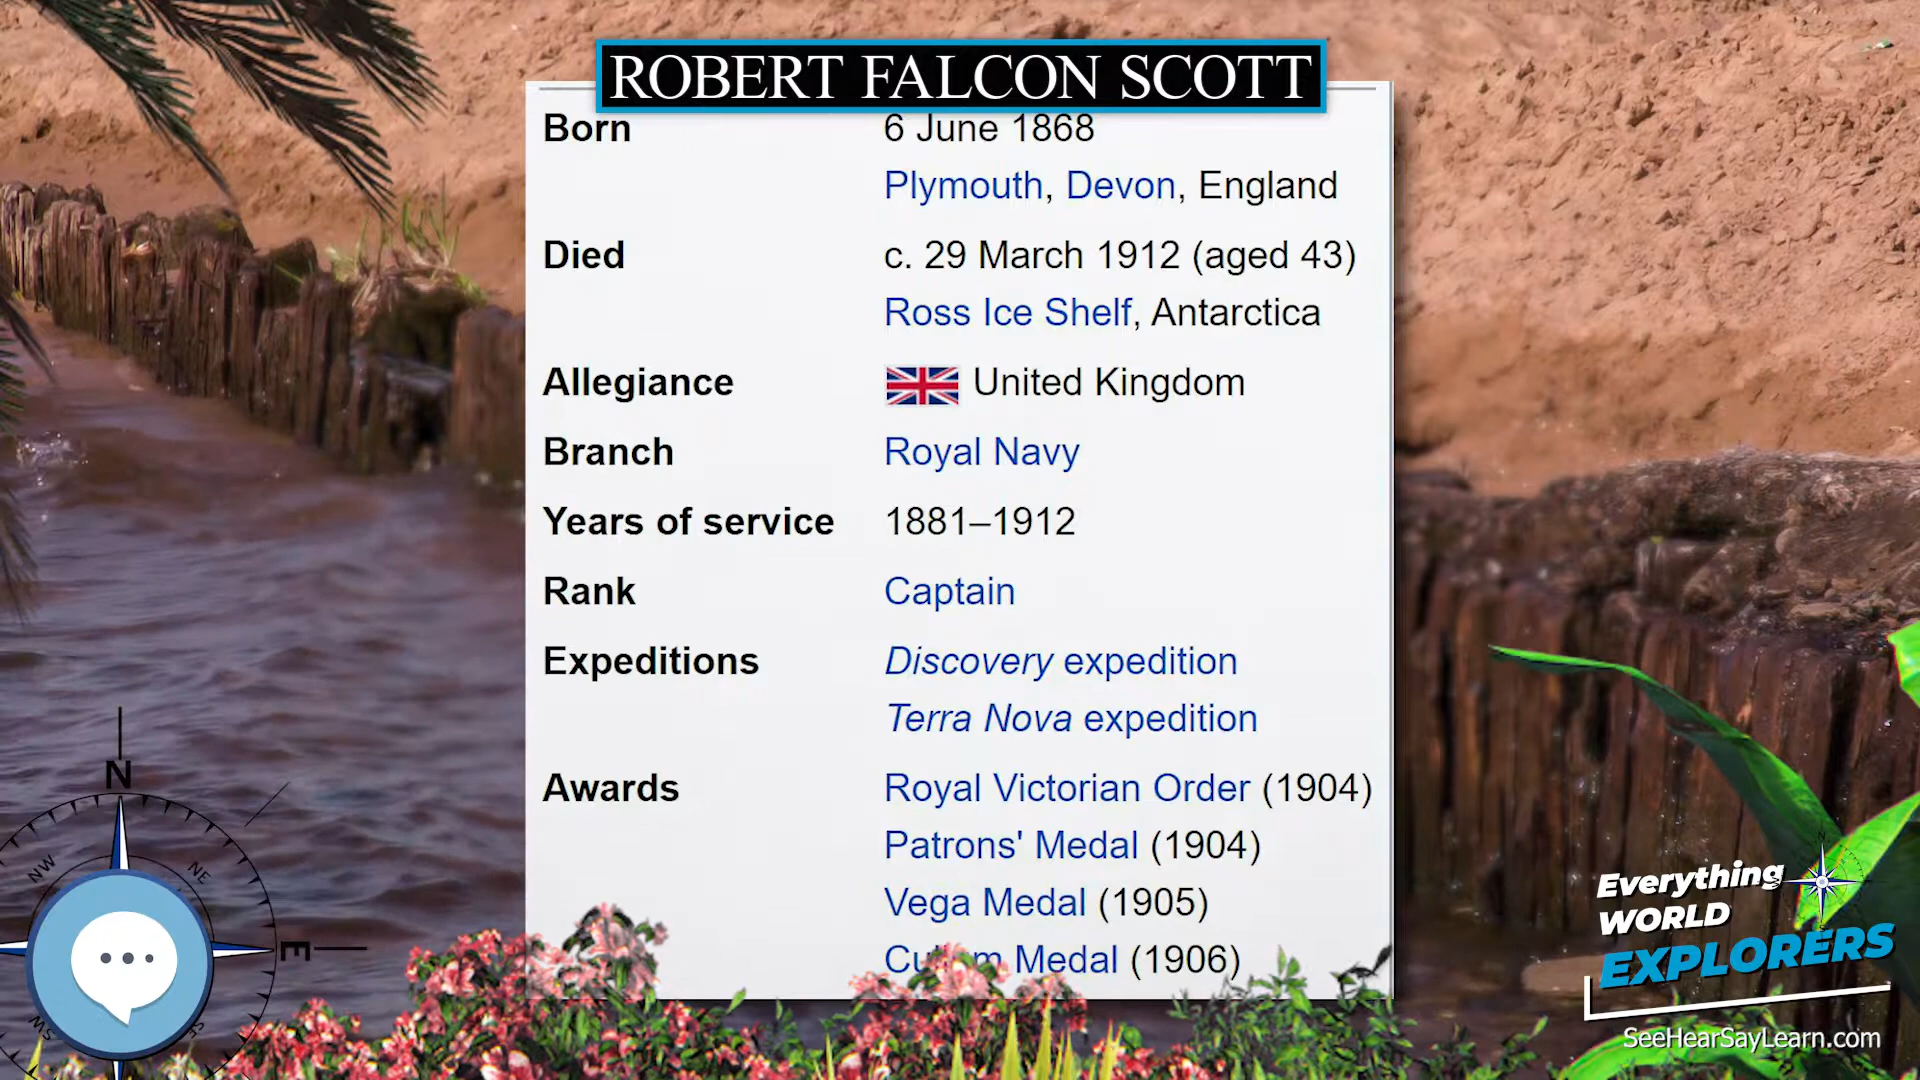 ROBERT FALCON SCOTT
Born 6 June 1868
Plymouth, Devon, England
Died c. 29 March 1912 (aged 43)
Ross Ice Shelf, Antarctica
Allegiance United Kingdom
Branch Royal Navy
Years of service 1881–1912
Rank Captain
Expeditions Discovery expedition
Terra Nova expedition
Awards Royal Victorian Order (1904)
Patrons' Medal (1904)
Vega Medal (1905)
Medal (1906)
N
NW
NE
E
Everything
WORLD
EXPLORERS
SeeHearSayLearn.com
N